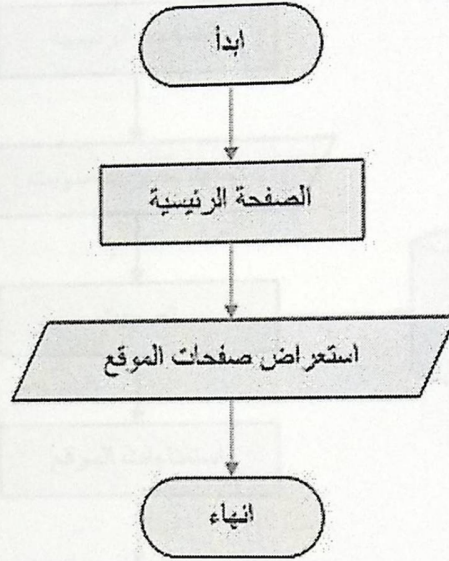 ابدأ
الصفحة الرئيسية
استعراض صفحات الموقع
انهاء